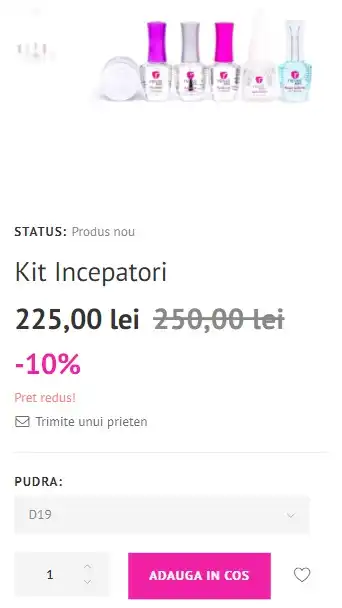 STATUS: Produs nou
Kit Incepatori
225,00 lei 250,00 lei
-10%
Pret redus!
Trimite unui prieten
PUDRA:
D19
1
ADAUGA IN COS